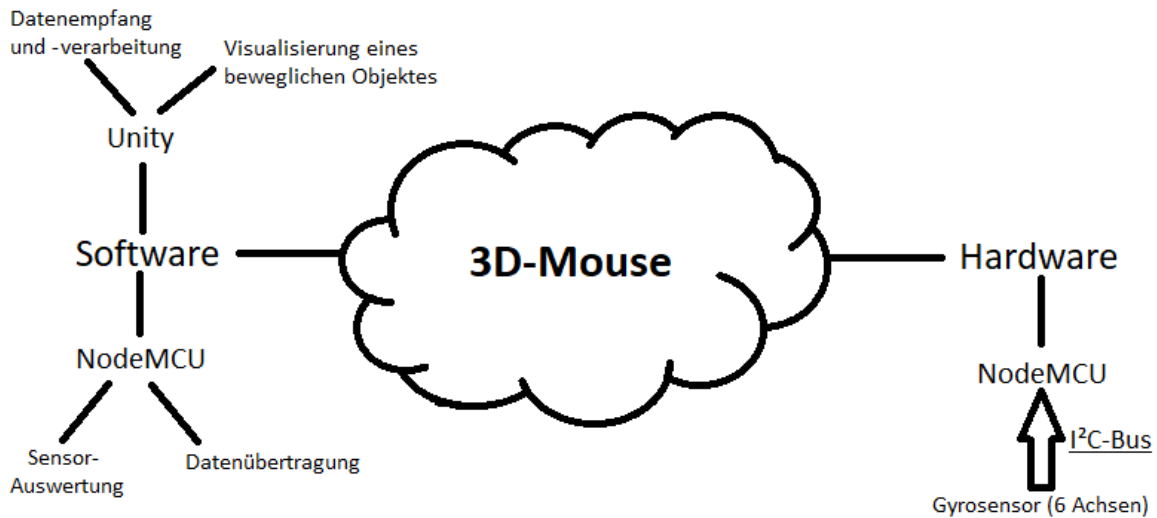 Datenempfang
und -verarbeitung
Visualisierung eines
beweglichen Objektes
Unity
Software
3D-Mouse
Hardware
NodeMCU
Sensor-
Auswertung
Datenübertragung
NodeMCU
I²C-Bus
Gyrosensor (6 Achsen)